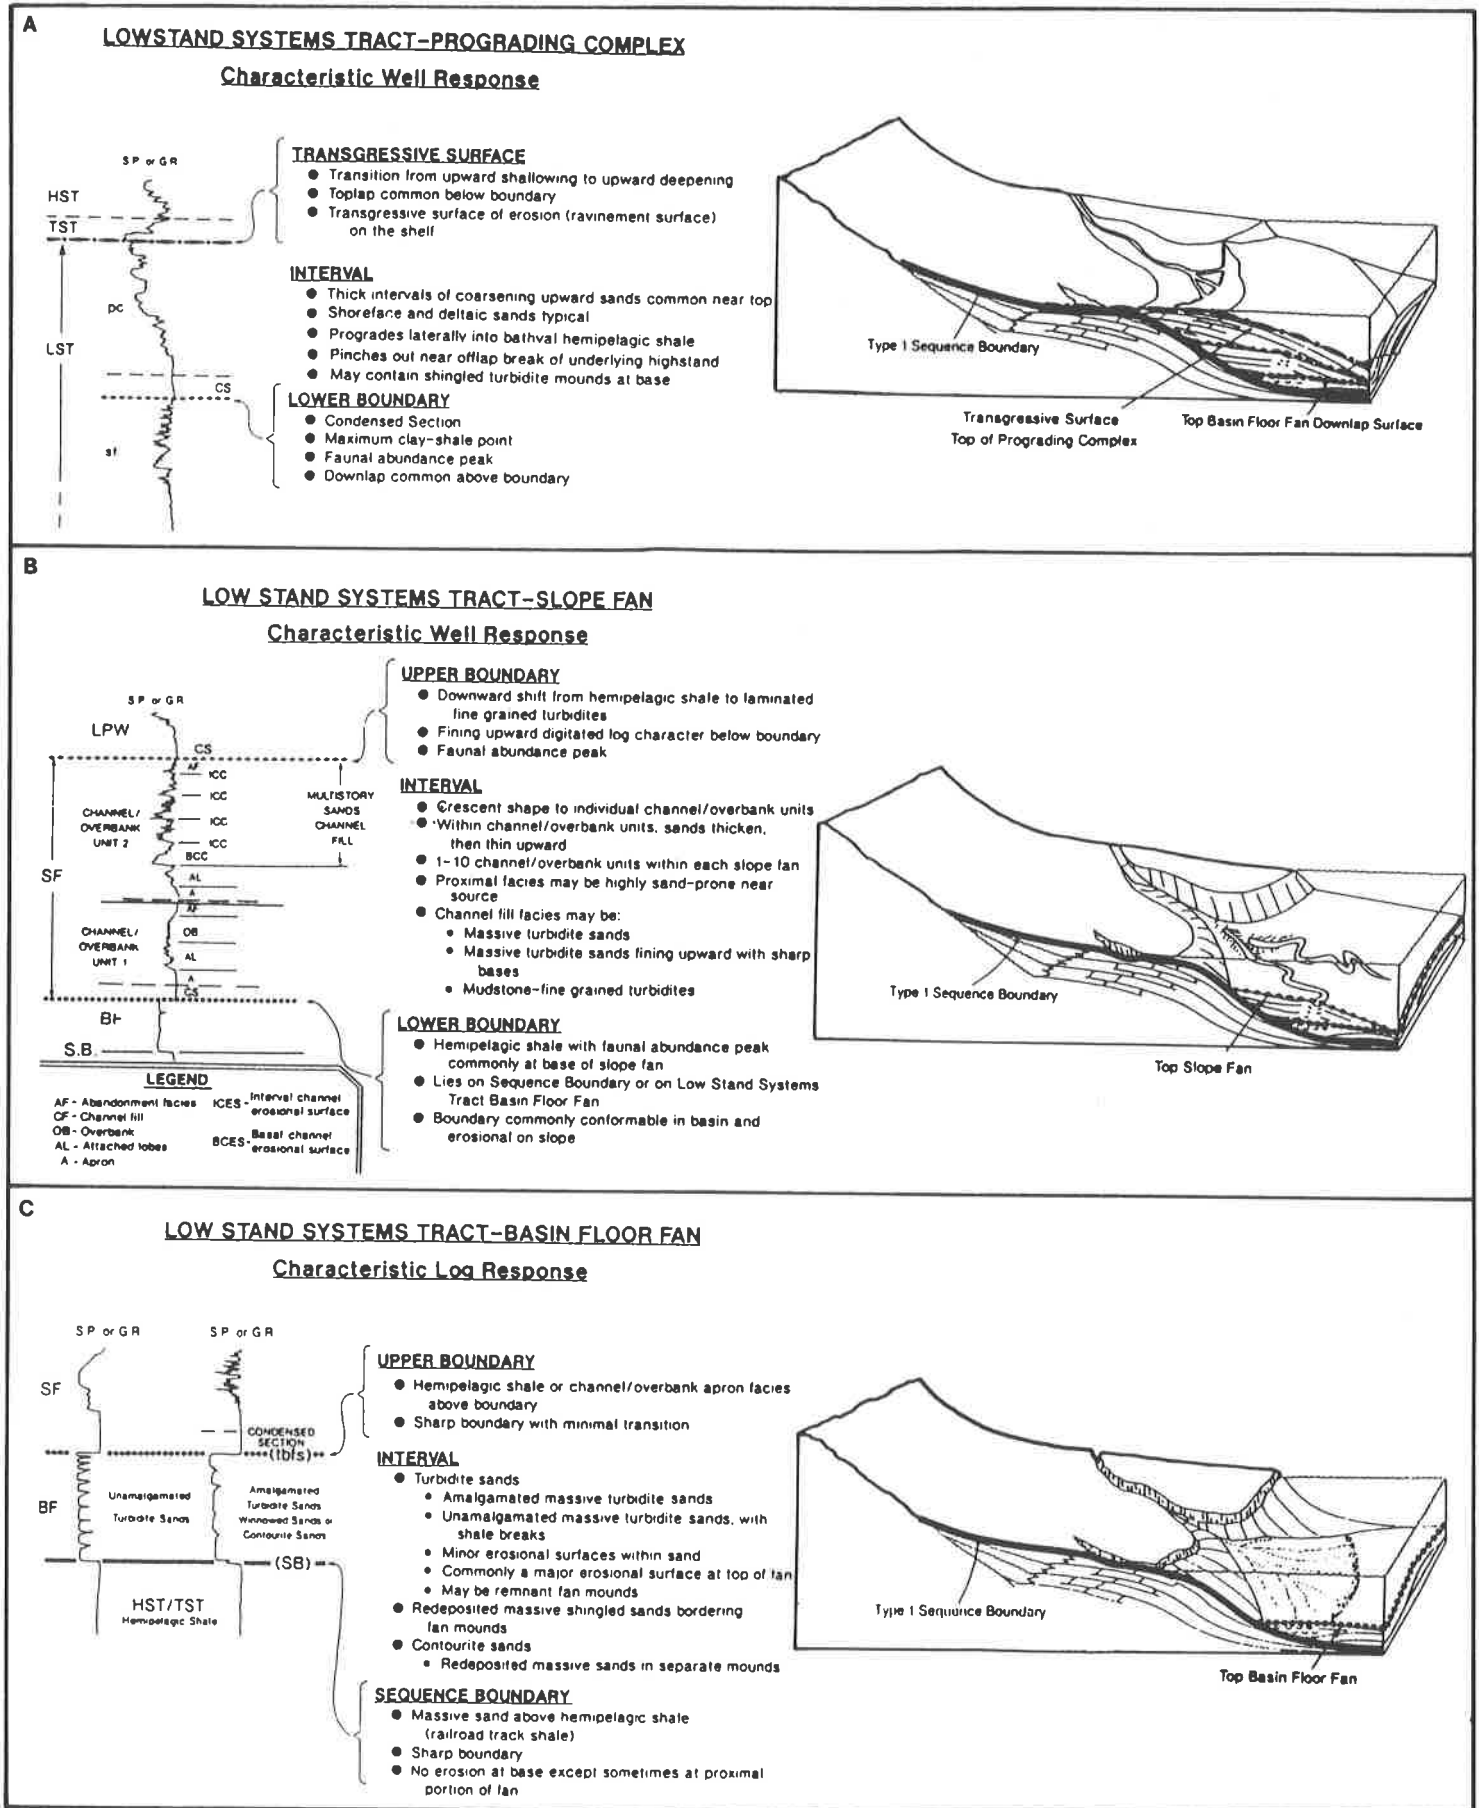 A
LOWSTAND SYSTEMS TRACT-PROGRADING COMPLEX
Characteristic Well Response
SP or GR
HST
TST
pc
LST
CS
sf
TRANSGRESSIVE SURFACE
● Transition from upward shallowing to upward deepening
● Toplap common below boundary
● Transgressive surface of erosion (ravinement surface)
on the shelf
INTERVAL
● Thick intervals of coarsening upward sands common near top
● Shoreface and deltaic sands typical
● Progrades laterally into bathyal hemipelagic shale
● Pinches out near offlap break of underlying highstand
● May contain shingled turbidite mounds at base
LOWER BOUNDARY
● Condensed Section
● Maximum clay-shale point
● Faunal abundance peak
● Downlap common above boundary
Type 1 Sequence Boundary
Transgressive Surface
Top of Prograding Complex
Top Basin Floor Fan Downlap Surface
B
LOW STAND SYSTEMS TRACT-SLOPE FAN
Characteristic Well Response
SP or GR
LPW
CS
AF
ICC
ICC
ICC
ICC
BCC
CHANNEL/
OVERBANK
UNIT 2
MULTISTORY
SANDS
CHANNEL
FILL
SF
AL
A
AF
CHANNEL/
OVERBANK
UNIT 1
OB
AL
A
CS
BF
S.B.
LEGEND
AF - Abandonment facies
CF - Channel fill
OB - Overbank
AL - Attached lobes
A - Apron
ICES - Interval channel
erosional surface
BCES - Basal channel
erosional surface
UPPER BOUNDARY
● Downward shift from hemipelagic shale to laminated
fine grained turbidites
● Fining upward digitated log character below boundary
● Faunal abundance peak
INTERVAL
● Crescent shape to individual channel/overbank units
● Within channel/overbank units, sands thicken,
then thin upward
● 1-10 channel/overbank units within each slope fan
● Proximal facies may be highly sand-prone near
source
● Channel fill facies may be:
• Massive turbidite sands
• Massive turbidite sands fining upward with sharp
bases
• Mudstone-fine grained turbidites
LOWER BOUNDARY
● Hemipelagic shale with faunal abundance peak
commonly at base of slope fan
● Lies on Sequence Boundary or on Low Stand Systems
Tract Basin Floor Fan
● Boundary commonly conformable in basin and
erosional on slope
Type 1 Sequence Boundary
Top Slope Fan
C
LOW STAND SYSTEMS TRACT-BASIN FLOOR FAN
Characteristic Log Response
SP or GR
SP or GR
SF
CONDENSED
SECTION
(tbfs)
BF
Unamalgamated
Turbidite Sands
Amalgamated
Turbidite Sands
Winnowed Sands or
Contourite Sands
(SB)
HST/TST
Hemipelagic Shale
UPPER BOUNDARY
● Hemipelagic shale or channel/overbank apron facies
above boundary
● Sharp boundary with minimal transition
INTERVAL
● Turbidite sands
• Amalgamated massive turbidite sands
• Unamalgamated massive turbidite sands, with
shale breaks
• Minor erosional surfaces within sand
• Commonly a major erosional surface at top of fan
• May be remnant fan mounds
● Redeposited massive shingled sands bordering
fan mounds
● Contourite sands
• Redeposited massive sands in separate mounds
SEQUENCE BOUNDARY
● Massive sand above hemipelagic shale
(railroad track shale)
● Sharp boundary
● No erosion at base except sometimes at proximal
portion of fan
Type 1 Sequence Boundary
Top Basin Floor Fan